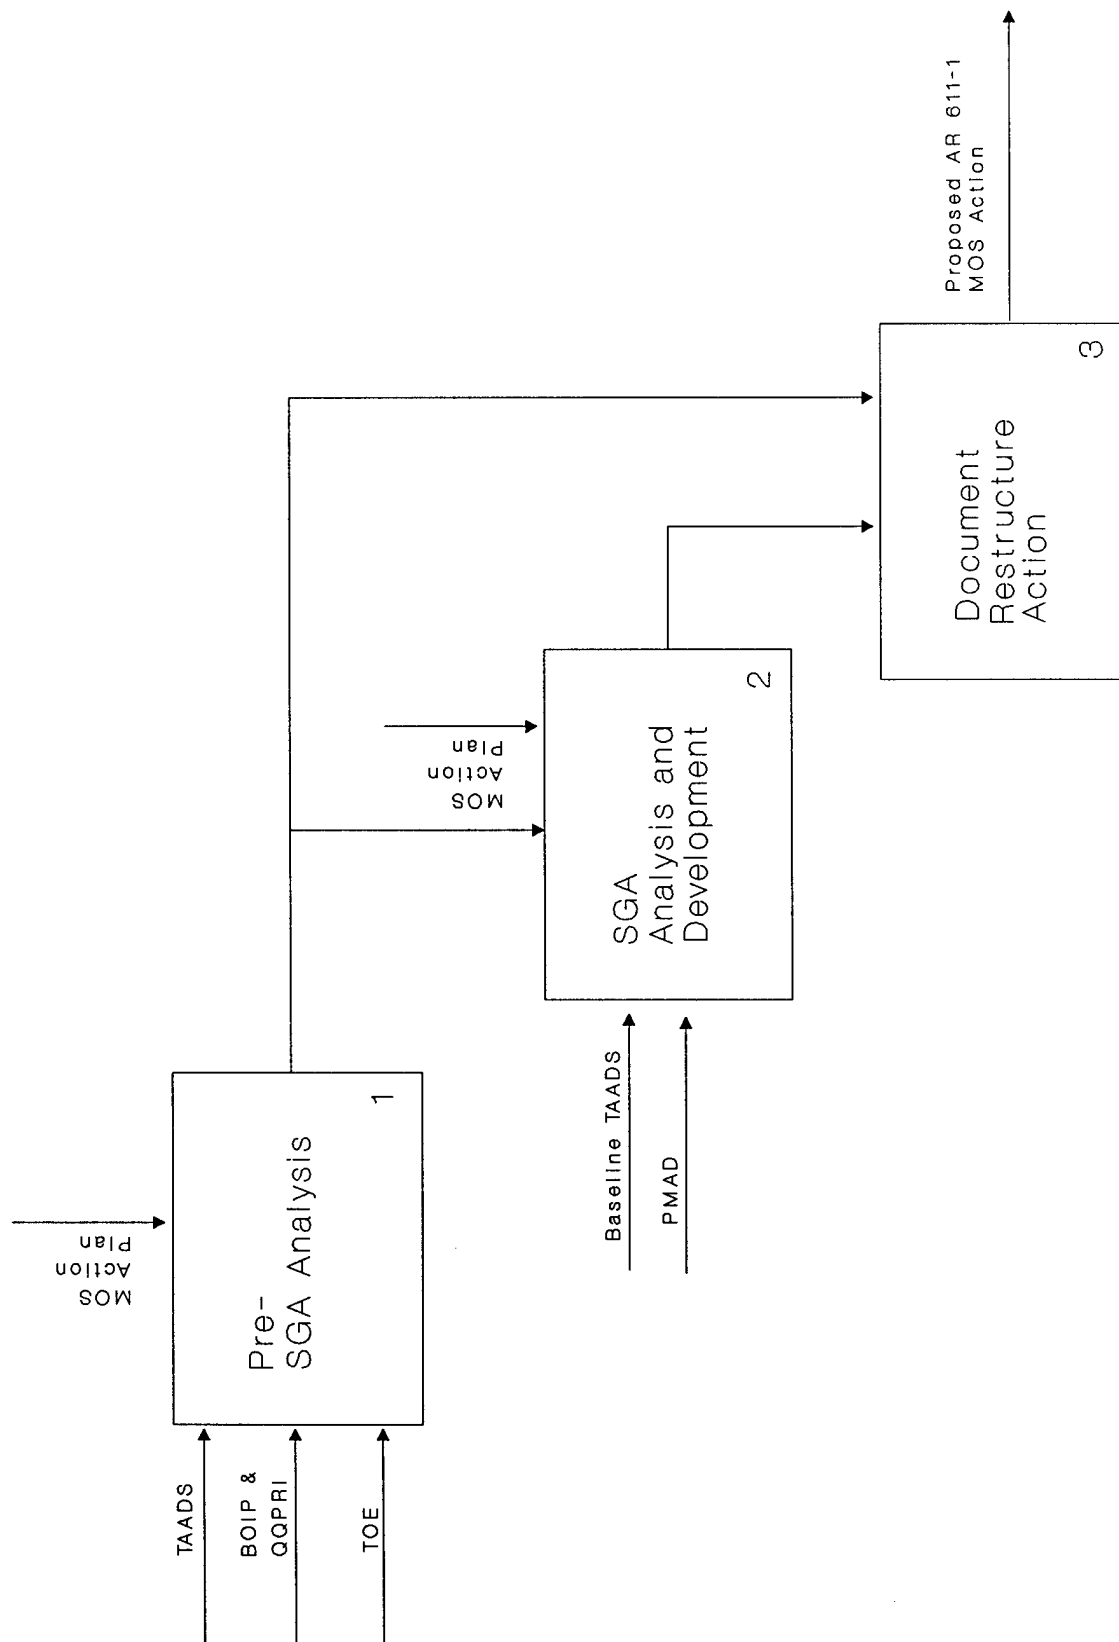 TAADS
BOIP &
QQPRI
TOE
MOS
Action
Plan
Pre-
SGA Analysis
1
Baseline TAADS
PMAD
MOS
Action
Plan
SGA
Analysis and
Development
2
Document
Restructure
Action
3
Proposed AR 611-1
MOS Action